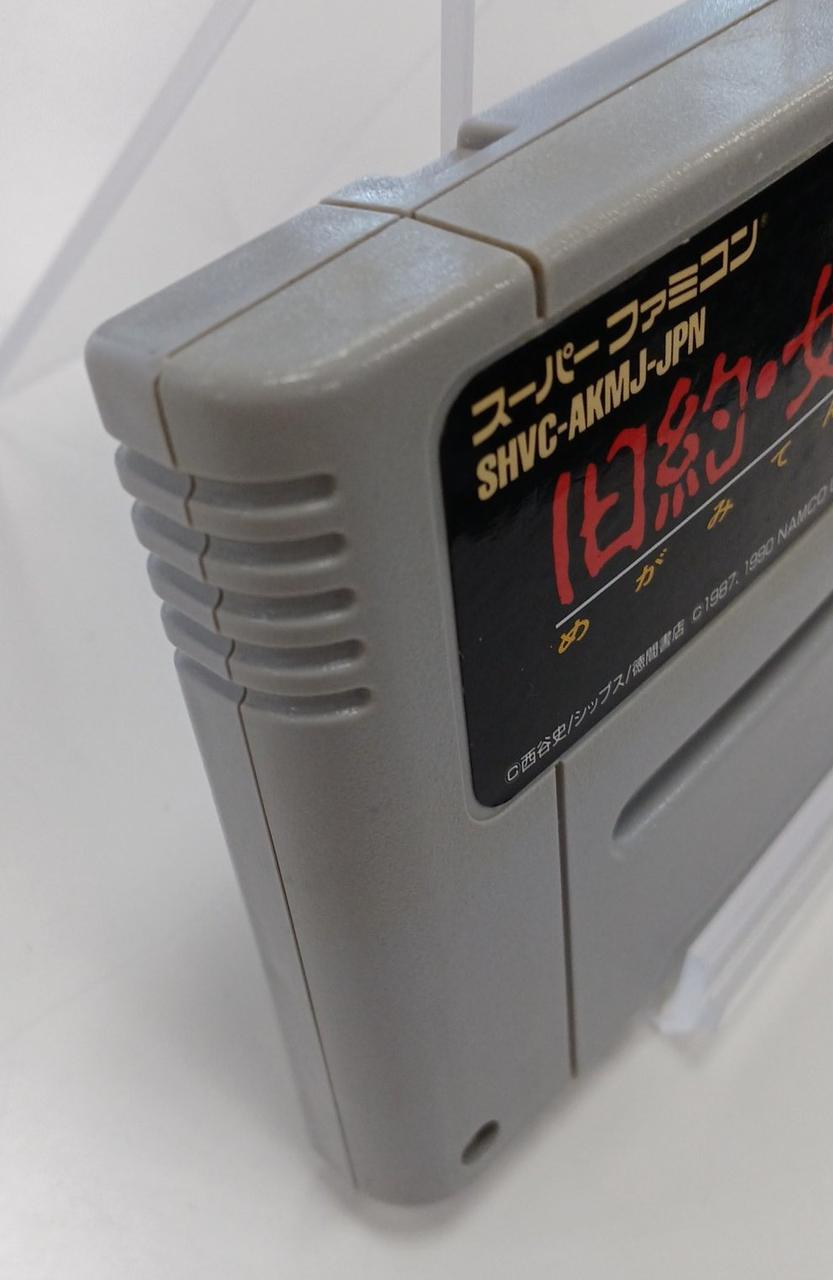 スーパーファミコン®
SHVC-AKMJ-JPN
旧約・女
めがみてん
©西谷史/シップス/徳間書店 ©1987, 1990 NAMCO